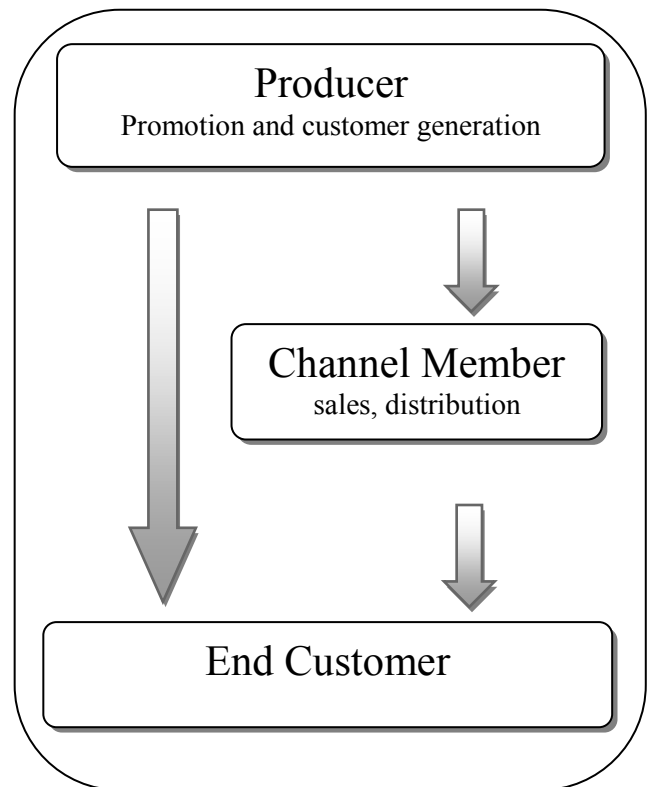 Producer
Promotion and customer generation
Channel Member
sales, distribution
End Customer